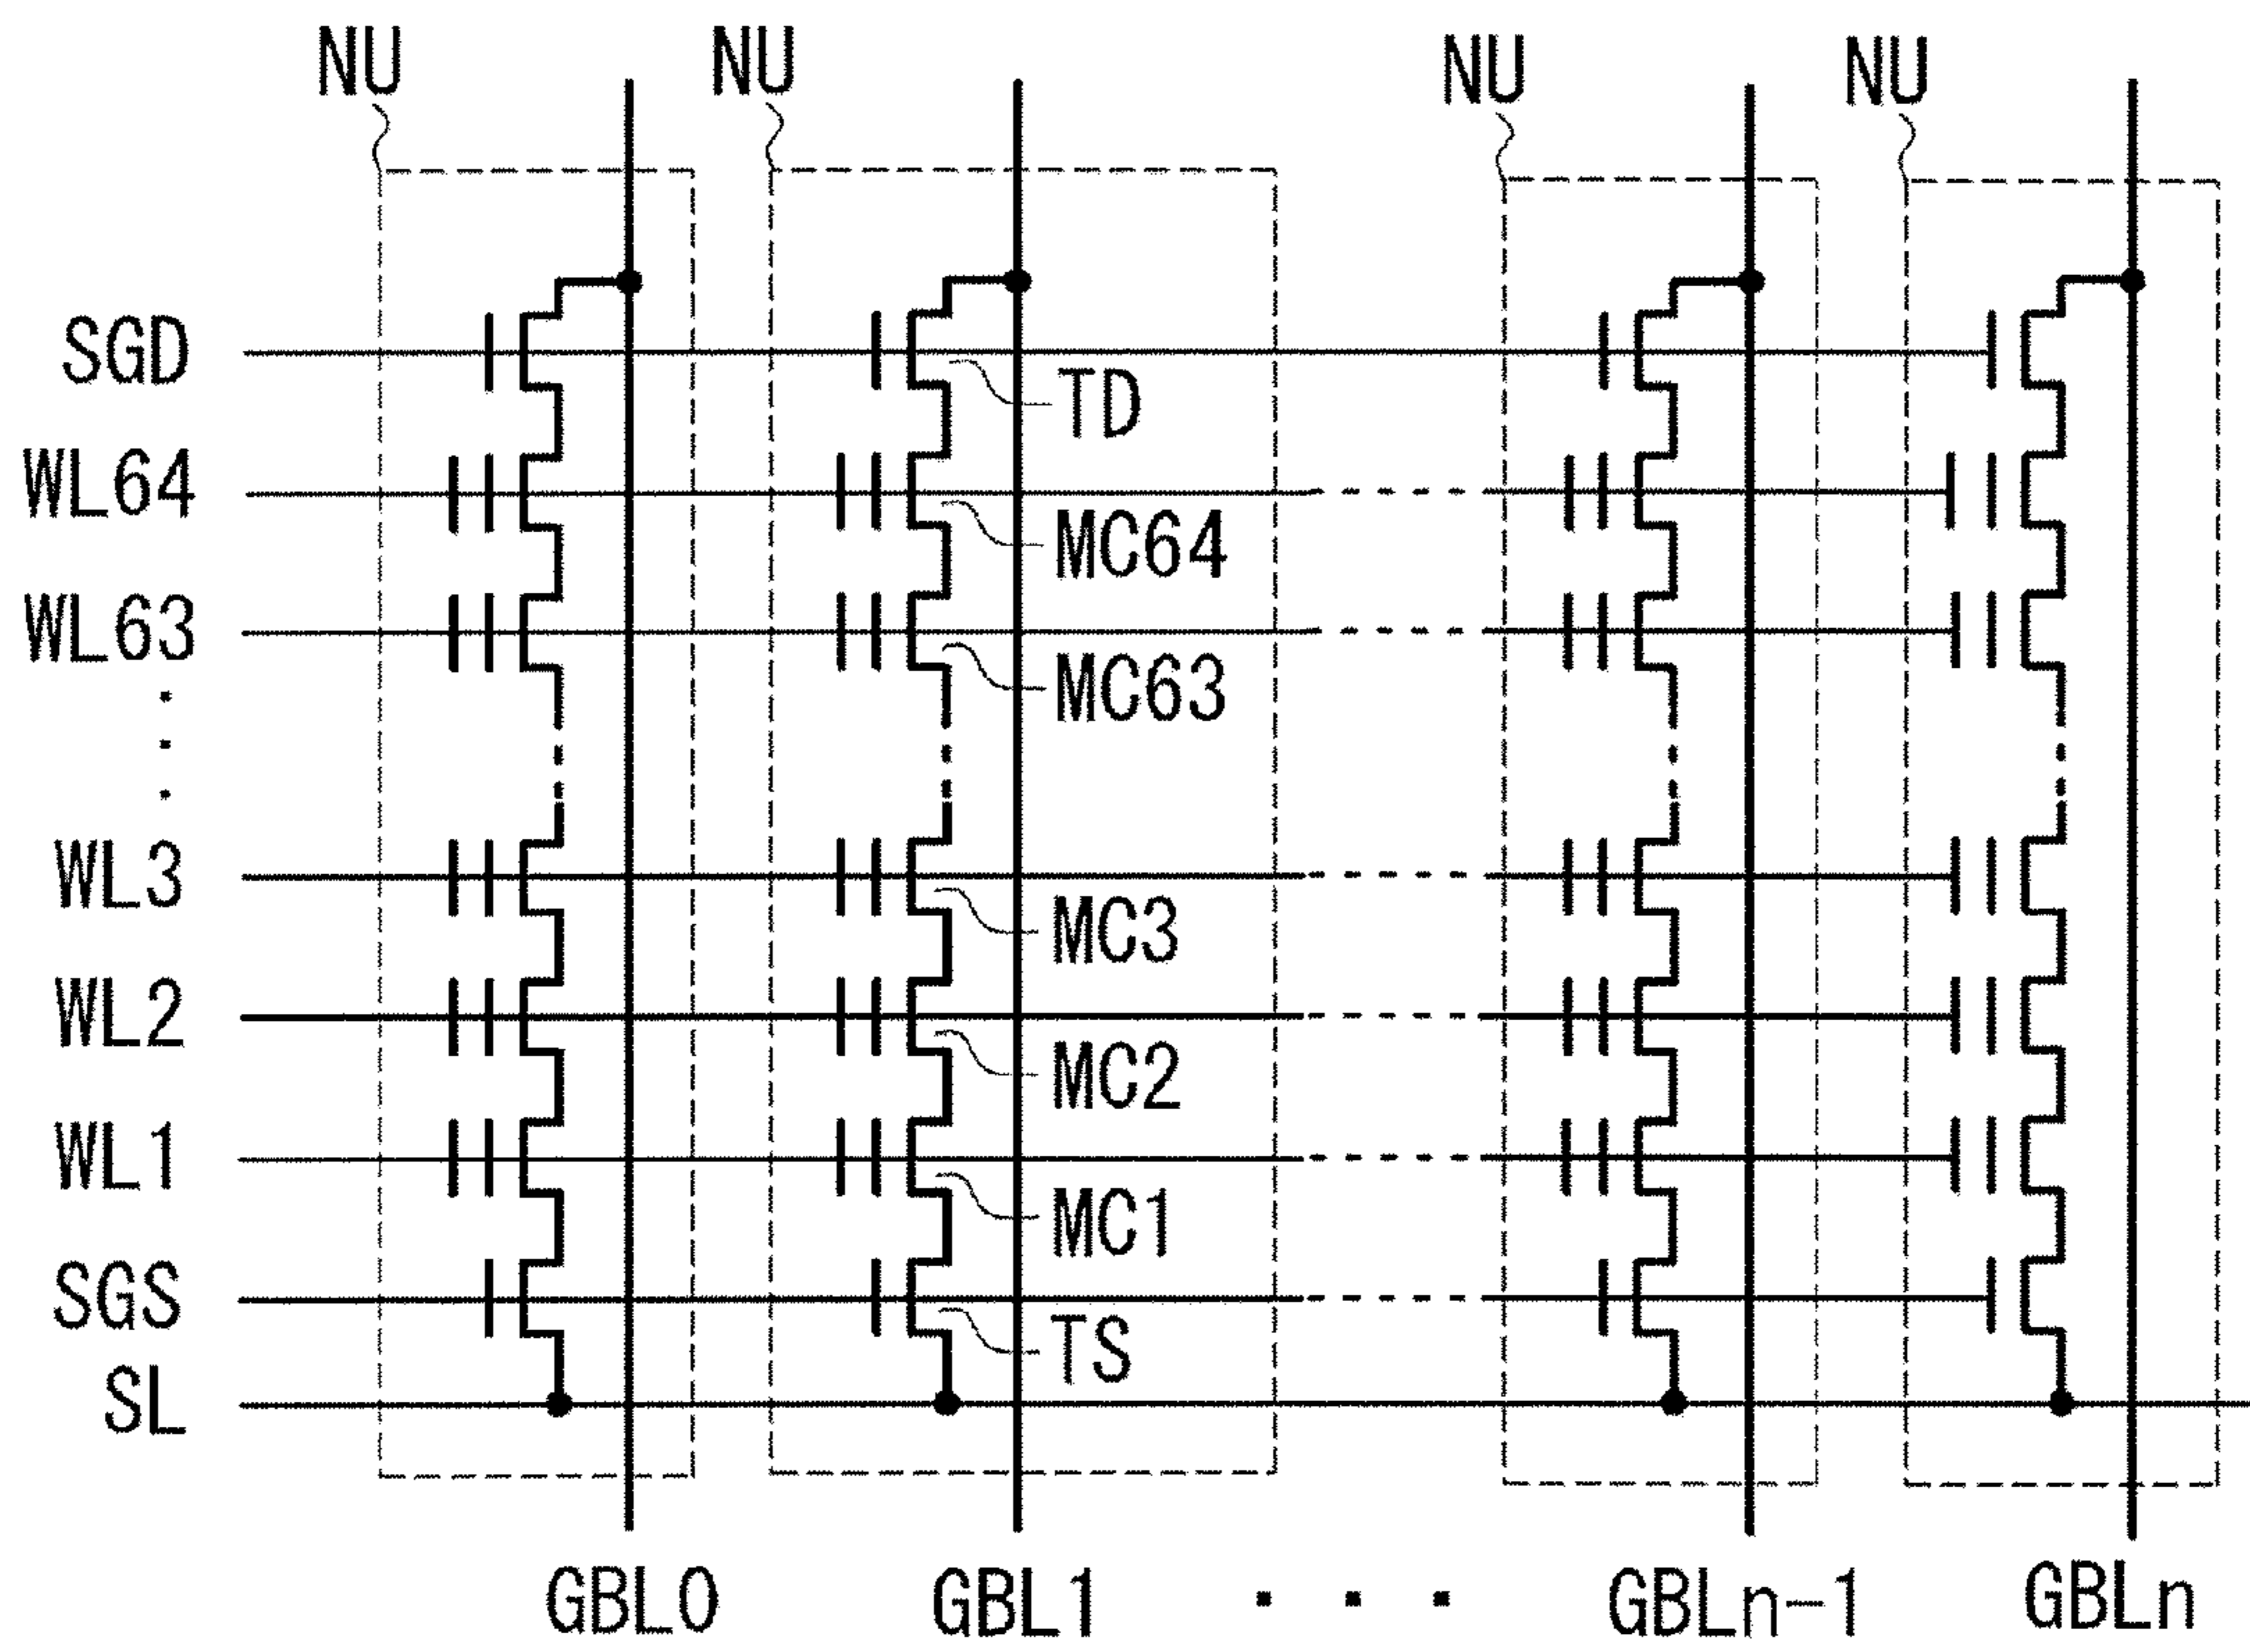 NU NU NU NU
SGD
TD
WL64
MC64
WL63
MC63
WL3
MC3
WL2
MC2
WL1
MC1
SGS
TS
SL
GBL0 GBL1 ... GBLn-1 GBLn